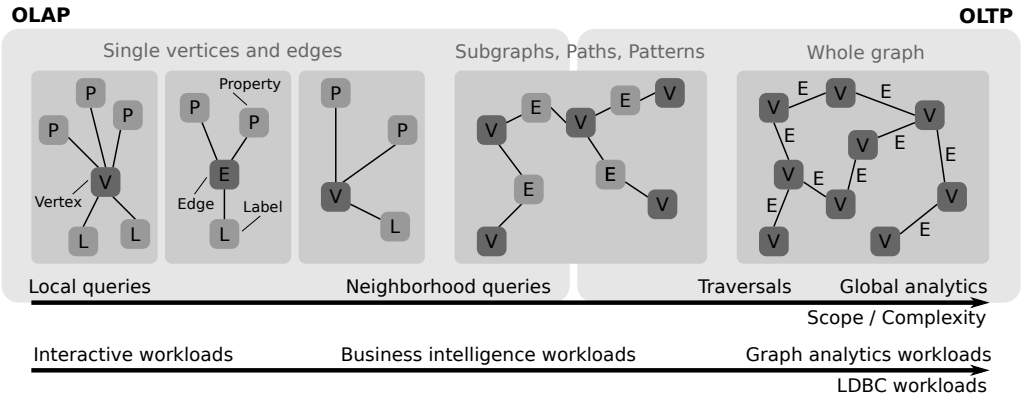 OLAP
OLTP
Single vertices and edges
Subgraphs, Paths, Patterns
Whole graph
P
P
P
V
Vertex
L
L
P
Property
P
E
Edge
Label
L
P
P
V
L
V
E
V
E
V
E
V
E
V
V
E
V
E
V
E
V
E
V
E
E
V
E
V
E
V
E
V
E
V
Local queries
Neighborhood queries
Traversals
Global analytics
Scope / Complexity
Interactive workloads
Business intelligence workloads
Graph analytics workloads
LDBC workloads